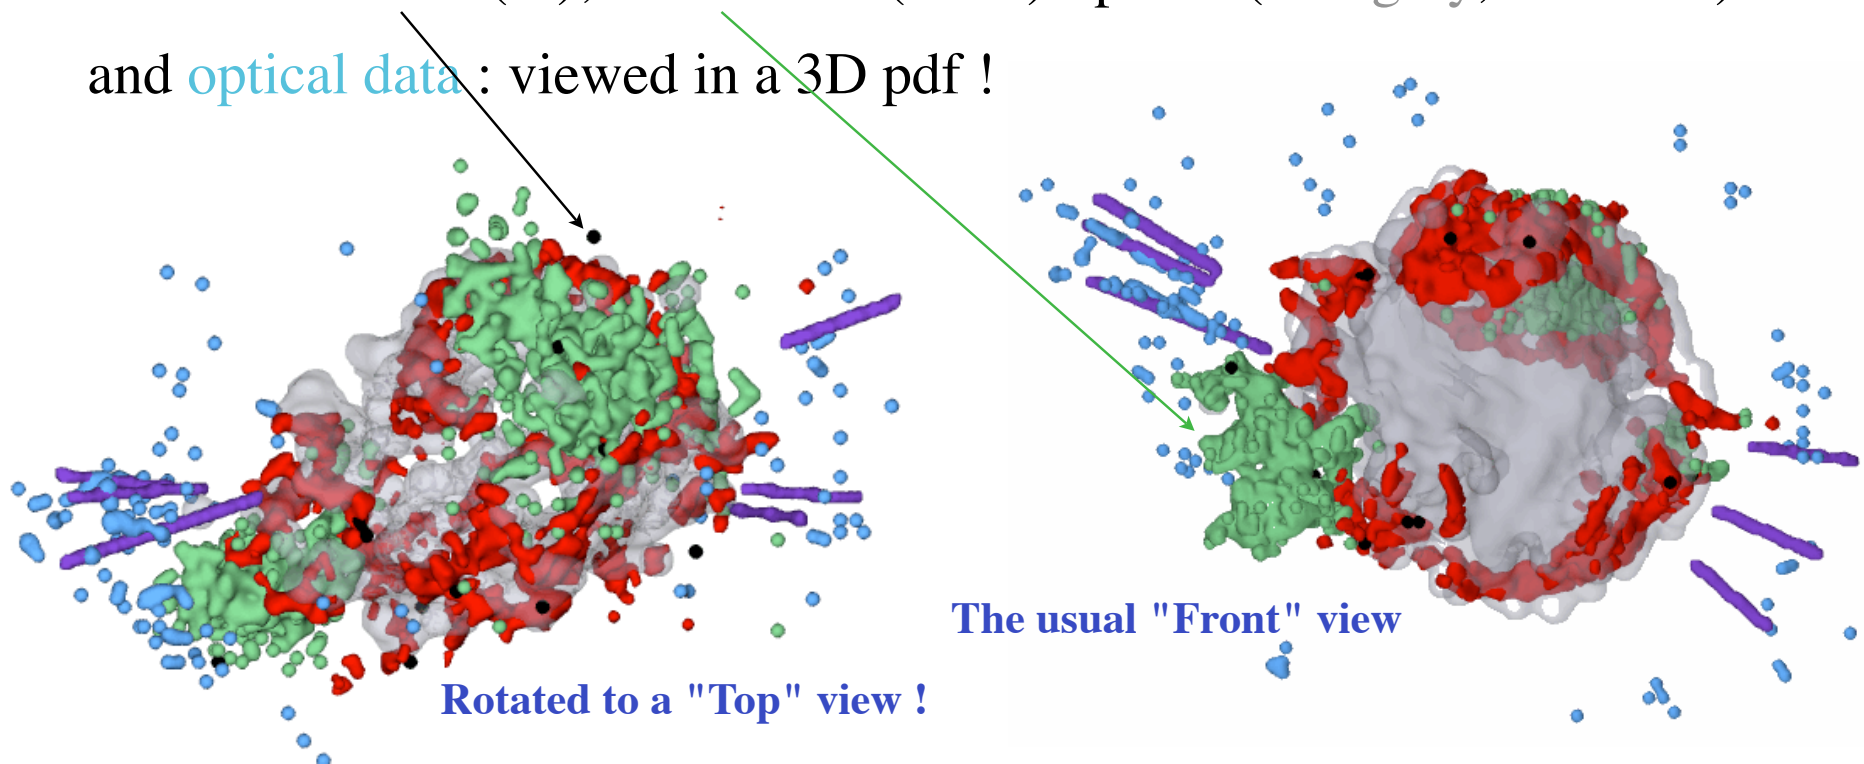 and optical data : viewed in a 3D pdf !
The usual "Front" view
Rotated to a "Top" view !